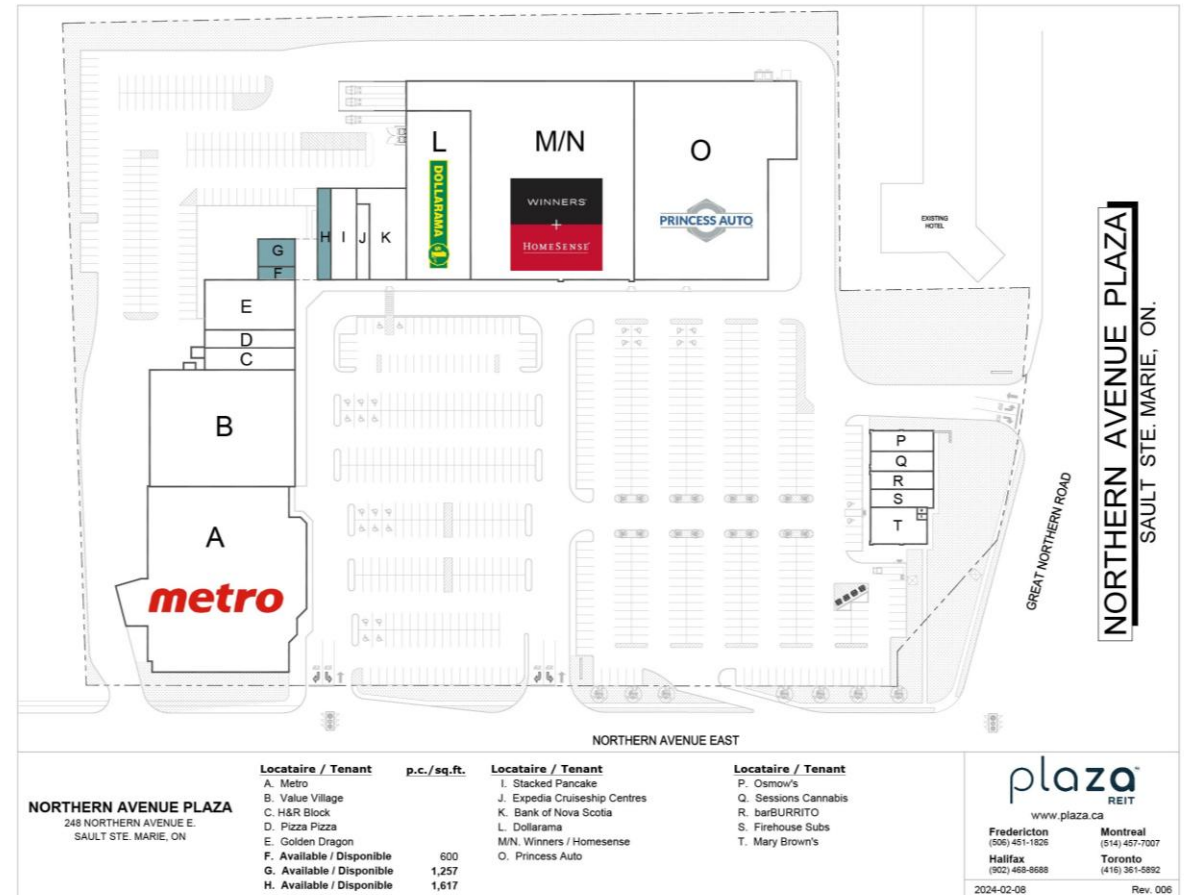 L
M/N
O
DOLLARAMA
WINNERS
+
HOMESENSE
PRINCESS AUTO
EXISTING
HOTEL
H
I
J
K
G
F
E
D
C
B
A
metro
P
Q
R
S
T
GREAT NORTHERN ROAD
NORTHERN AVENUE EAST
NORTHERN AVENUE PLAZA
SAULT STE. MARIE, ON.
NORTHERN AVENUE PLAZA
248 NORTHERN AVENUE E.
SAULT STE. MARIE, ON
Locataire / Tenant p.c./sq.ft.
A. Metro
B. Value Village
C. H&R Block
D. Pizza Pizza
E. Golden Dragon
F. Available / Disponible 600
G. Available / Disponible 1,257
H. Available / Disponible 1,617
Locataire / Tenant
I. Stacked Pancake
J. Expedia Cruiseship Centres
K. Bank of Nova Scotia
L. Dollarama
M/N. Winners / Homesense
O. Princess Auto
Locataire / Tenant
P. Osmow's
Q. Sessions Cannabis
R. barBURRITO
S. Firehouse Subs
T. Mary Brown's
plaza™
REIT
www.plaza.ca
Fredericton
(506) 451-1826
Montreal
(514) 457-7007
Halifax
(902) 468-8688
Toronto
(416) 361-5892
2024-02-08 Rev. 006